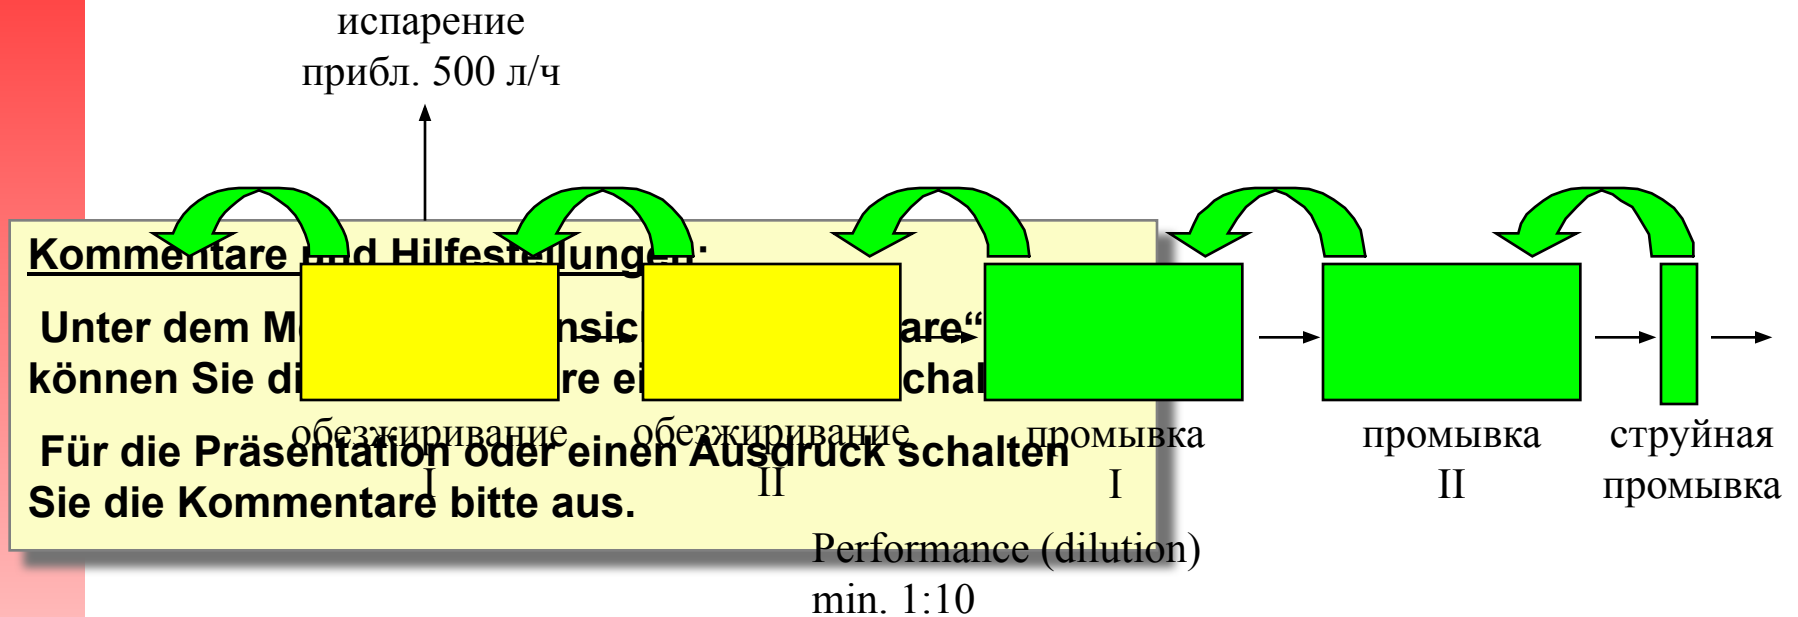 испарение
прибл. 500 л/ч
Kommentare und Hilfestellungen:
Unter dem
können Sie
Für die Präsentation oder einen Ausdruck schalten
Sie die Kommentare bitte aus.
обезжиривание
I
обезжиривание
II
промывка
I
промывка
II
струйная
промывка
Performance (dilution)
min. 1:10